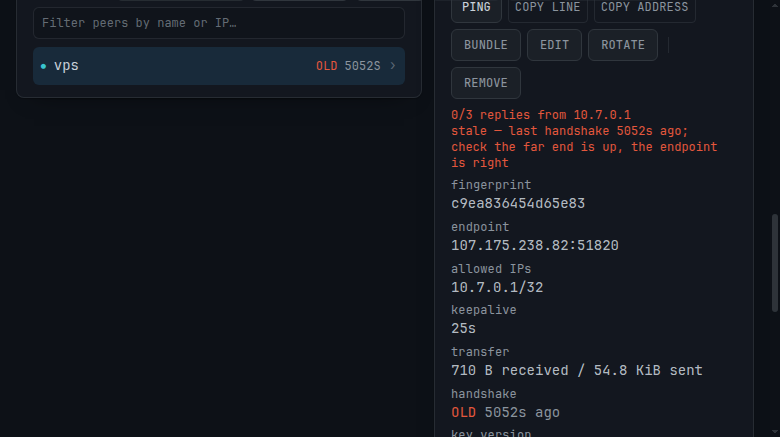 Filter peers by name or IP…
vps OLD 5052S ›
PING COPY LINE COPY ADDRESS
BUNDLE EDIT ROTATE
REMOVE
0/3 replies from 10.7.0.1
stale — last handshake 5052s ago;
check the far end is up, the endpoint
is right
fingerprint
c9ea836454d65e83
endpoint
107.175.238.82:51820
allowed IPs
10.7.0.1/32
keepalive
25s
transfer
710 B received / 54.8 KiB sent
handshake
OLD 5052s ago
key version